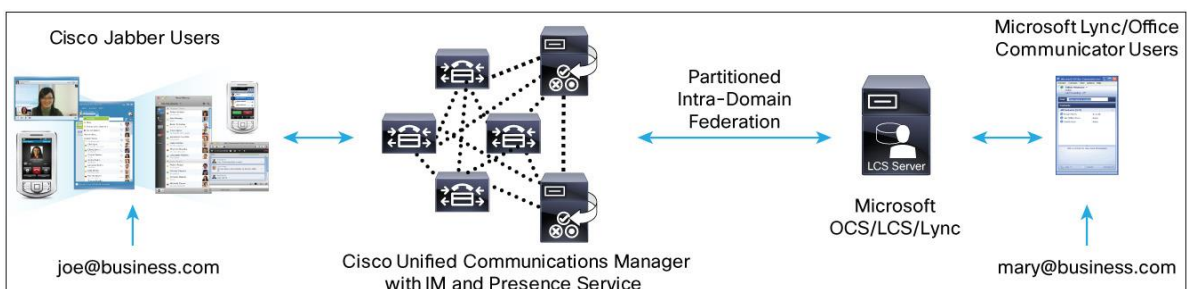 Cisco Jabber Users
Microsoft Lync/Office
Communicator Users
Partitioned
Intra-Domain
Federation
LCS Server
Microsoft
OCS/LCS/Lync
joe@business.com
Cisco Unified Communications Manager
with IM and Presence Service
mary@business.com